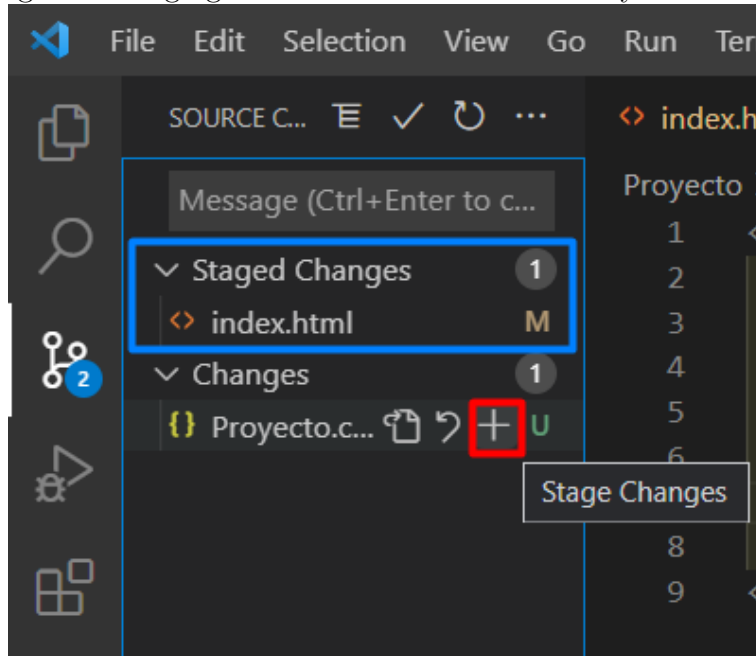 File Edit Selection View Go Run Ter
SOURCE C... index.h
Message (Ctrl+Enter to c... Proyecto
1 <
Staged Changes 1 2
index.html M 3
Changes 1 4
{} Proyecto.c... U 5
2
6
Stage Changes
8
9 <